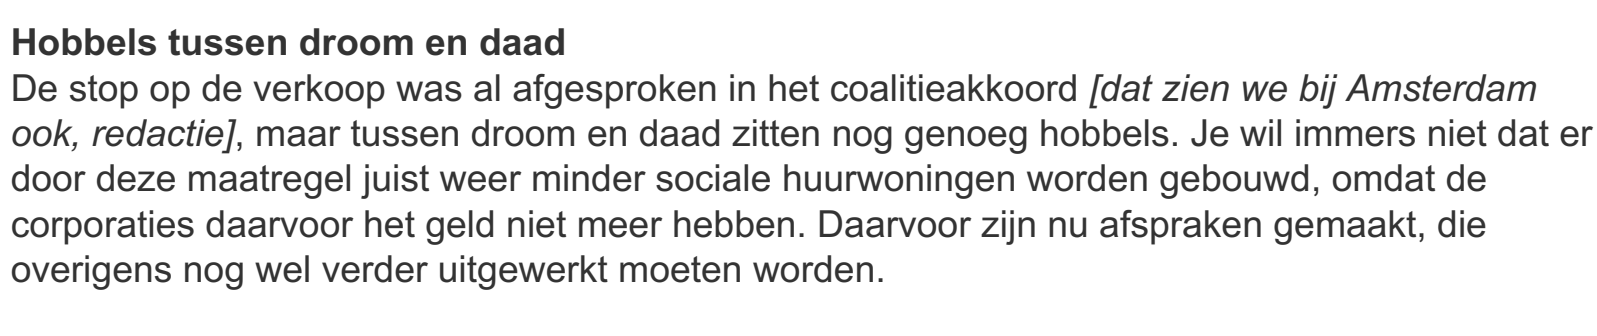 Hobbels tussen droom en daad
De stop op de verkoop was al afgesproken in het coalitieakkoord [dat zien we bij Amsterdam
ook, redactie], maar tussen droom en daad zitten nog genoeg hobbels. Je wil immers niet dat er
door deze maatregel juist weer minder sociale huurwoningen worden gebouwd, omdat de
corporaties daarvoor het geld niet meer hebben. Daarvoor zijn nu afspraken gemaakt, die
overigens nog wel verder uitgewerkt moeten worden.